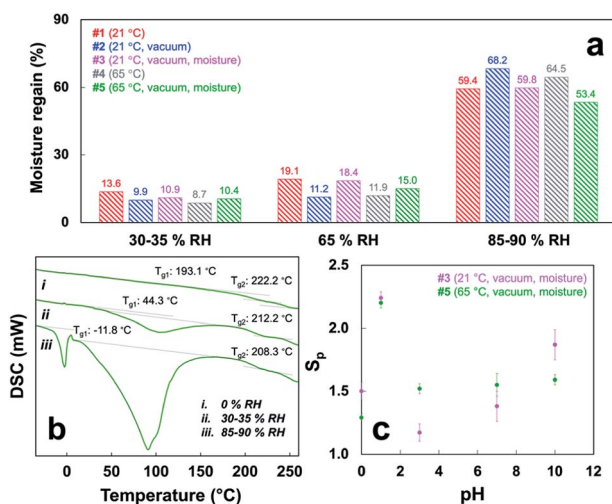 Moisture regain (%)
90
60
30
0
#1 (21 °C)
#2 (21 °C, vacuum)
#3 (21 °C, vacuum, moisture)
#4 (65 °C)
#5 (65 °C, vacuum, moisture)
a
13.6
9.9
10.9
8.7
10.4
19.1
11.2
18.4
11.9
15.0
59.4
68.2
59.8
64.5
53.4
30-35 % RH
65 % RH
85-90 % RH
DSC (mW)
i
ii
iii
Tg1: 193.1 °C
Tg2: 222.2 °C
Tg1: 44.3 °C
Tg2: 212.2 °C
Tg1: -11.8 °C
Tg2: 208.3 °C
b
i. 0 % RH
ii. 30-35 % RH
iii. 85-90 % RH
0 50 100 150 200 250
Temperature (°C)
Sp
2.5
2.0
1.5
1.0
#3 (21 °C, vacuum, moisture)
#5 (65 °C, vacuum, moisture)
c
0 3 6 9 12
pH